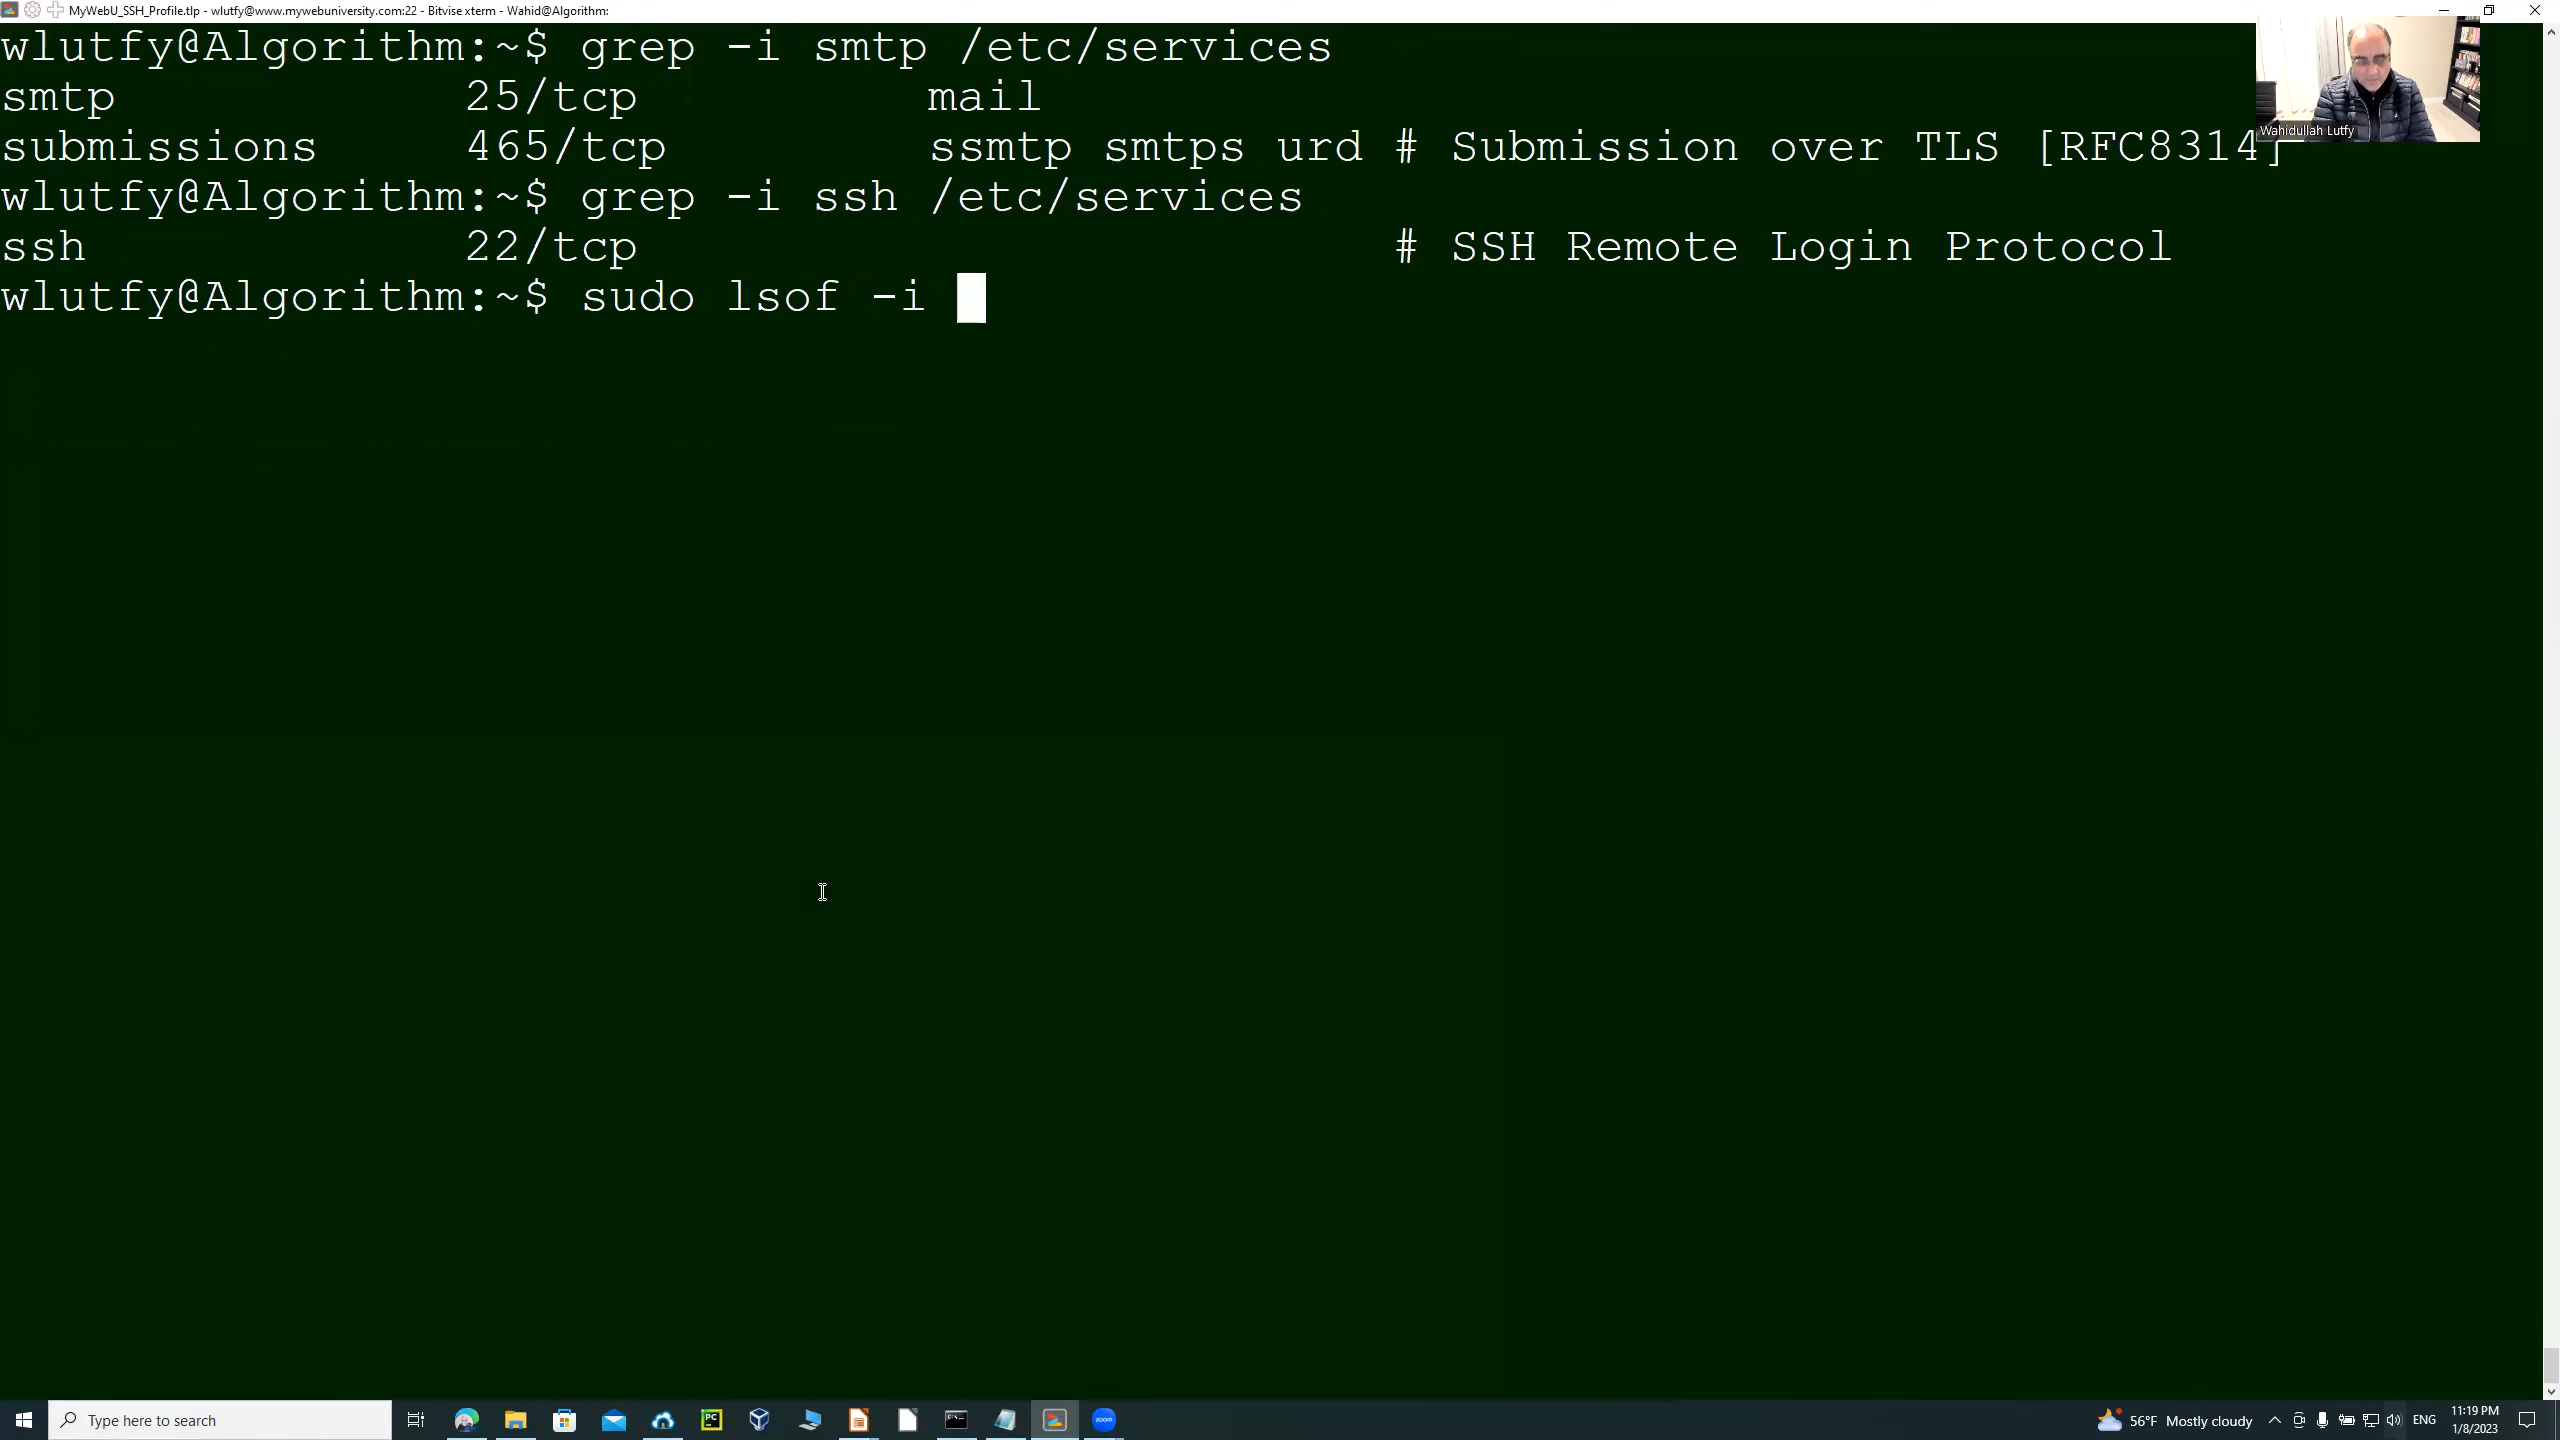 MyWebU_SSH_Profile.tlp - wlutfy@www.mywebuniversity.com:22 - Bitvise xterm - Wahid@Algorithm:
wlutfy@Algorithm:~$ grep -i smtp /etc/services
smtp 25/tcp mail
submissions 465/tcp ssmtp smtps urd # Submission over TLS [RFC8314]
wlutfy@Algorithm:~$ grep -i ssh /etc/services
ssh 22/tcp # SSH Remote Login Protocol
wlutfy@Algorithm:~$ sudo lsof -i
Wahidullah Lutfy
Type here to search
PC
zoom
56°F Mostly cloudy
ENG
11:19 PM
1/8/2023